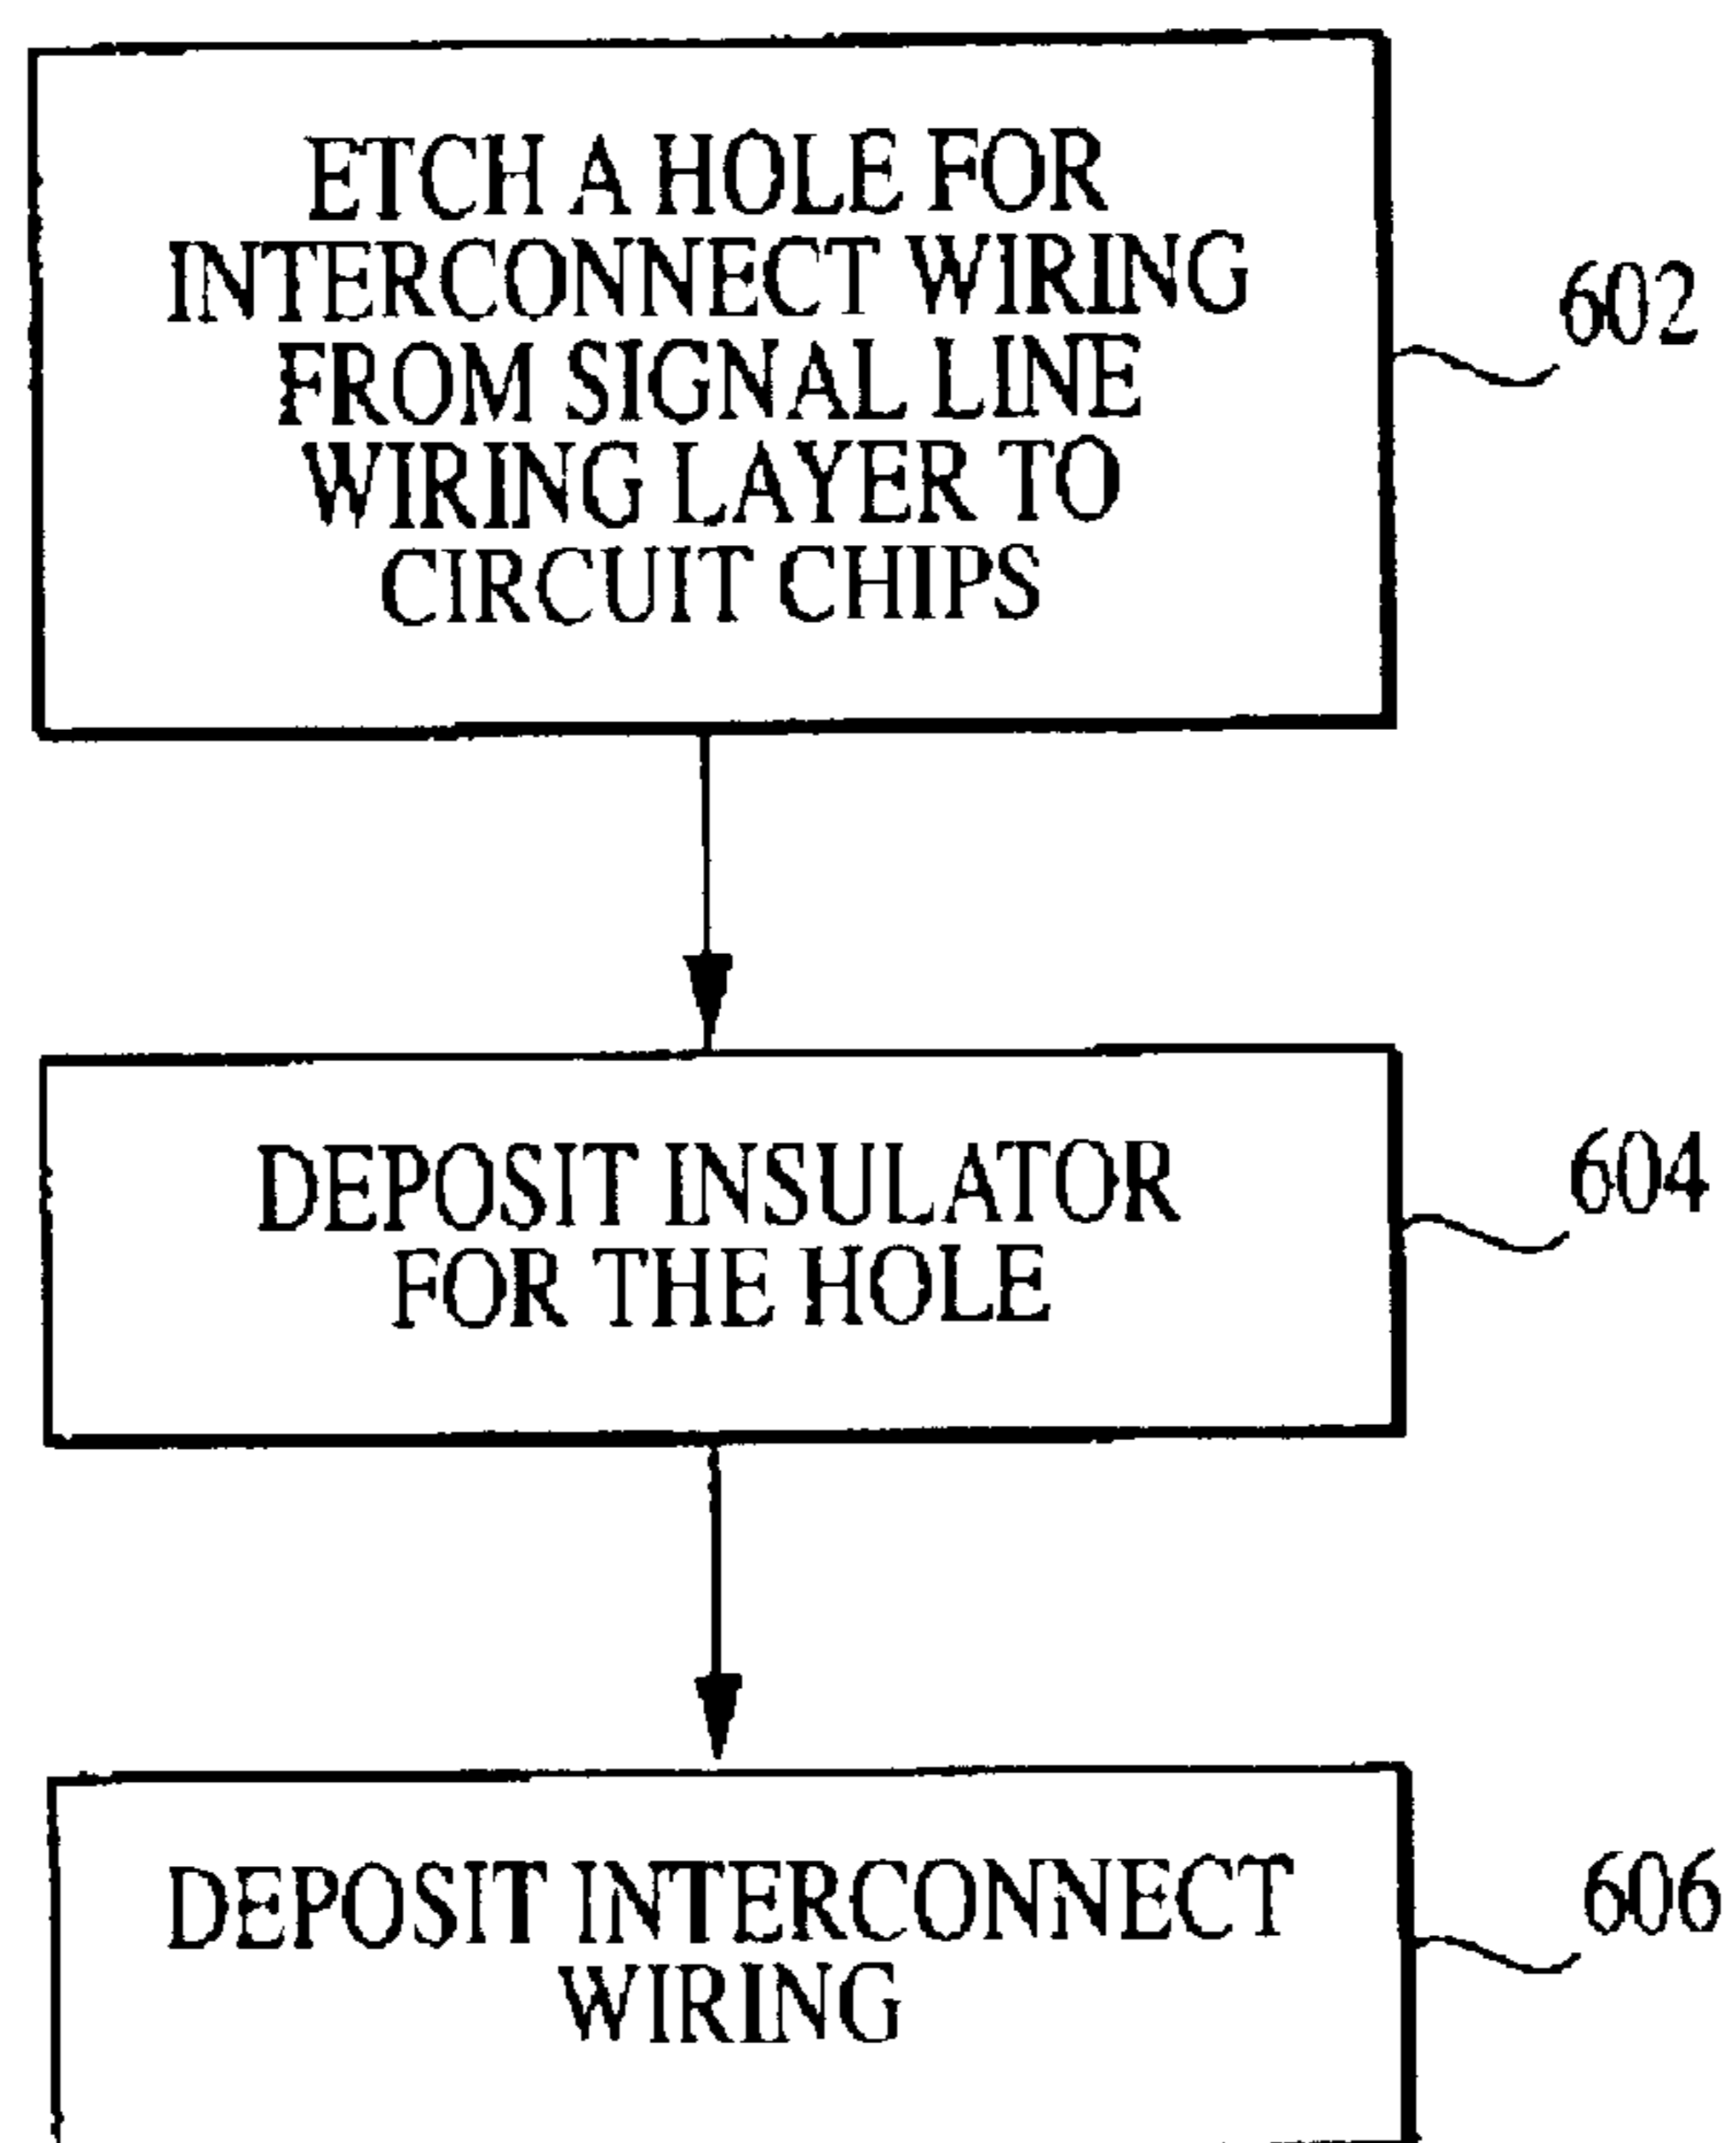 ETCH A HOLE FOR
INTERCONNECT WIRING
FROM SIGNAL LINE
WIRING LAYER TO
CIRCUIT CHIPS
602
DEPOSIT INSULATOR
FOR THE HOLE
604
DEPOSIT INTERCONNECT
WIRING
606